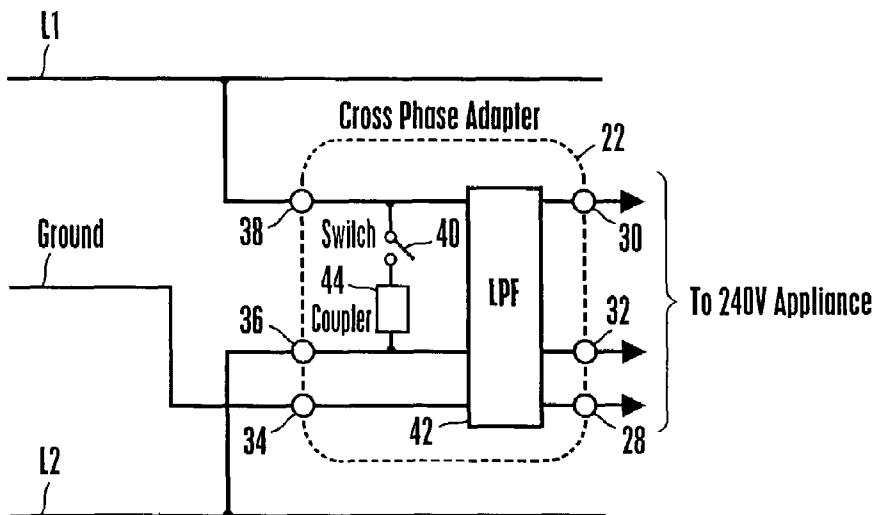 L1
Cross Phase Adapter
22
38
30
Switch
40
Ground
44
LPF
To 240V Appliance
Coupler
36
32
34
42
28
L2